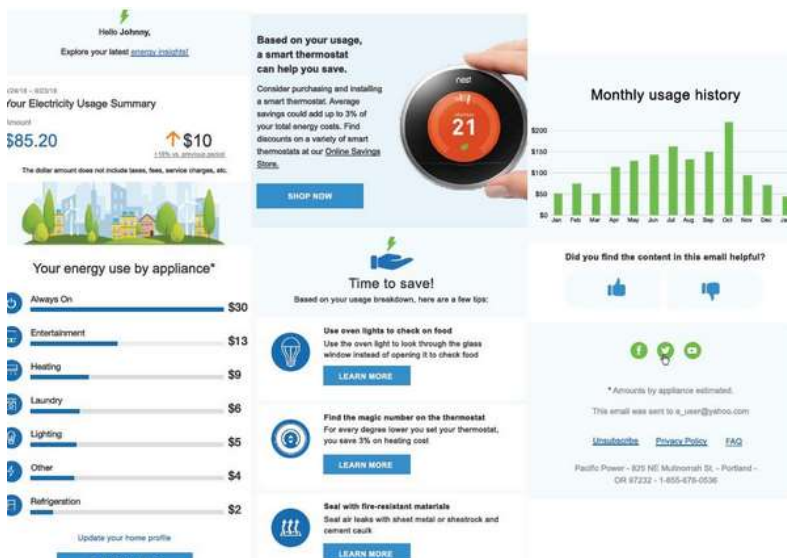 Hello Johnny,
Explore your latest energy insights!
Your Electricity Usage Summary
Amount
$85.20
$10
The dollar amount does not include taxes, fees, service charges, etc.
Your energy use by appliance*
Always On
$30
Entertainment
$13
Heating
$9
Laundry
$6
Lighting
$5
Other
$4
Refrigeration
$2
Update your home profile
Based on your usage,
a smart thermostat
can help you save.
Consider purchasing and installing
a smart thermostat. Average
savings could add up to 3% of
your total energy costs. Find
discounts on a variety of smart
thermostats at our Online Savings
Store.
SHOP NOW
nest
21
Time to save!
Based on your usage breakdown, here are a few tips:
Use oven lights to check on food
Use the oven light to look through the glass
window instead of opening it to check food
LEARN MORE
Find the magic number on the thermostat
For every degree lower you set your thermostat,
you save 3% on heating cost
LEARN MORE
Seal with fire-resistant materials
Seal air leaks with sheet metal or sheetrock and
cement caulk
LEARN MORE
Monthly usage history
$200
$150
$100
$50
$0
Jan Feb Mar Apr May Jun Jul Aug Sep Oct Nov Dec
Did you find the content in this email helpful?
* Amounts by appliance estimated.
This email was sent to a_user@yahoo.com
Unsubscribe Privacy Policy FAQ
Pacific Power - 825 NE Multnomah St, - Portland -
OR 97232 - 1-855-678-0536